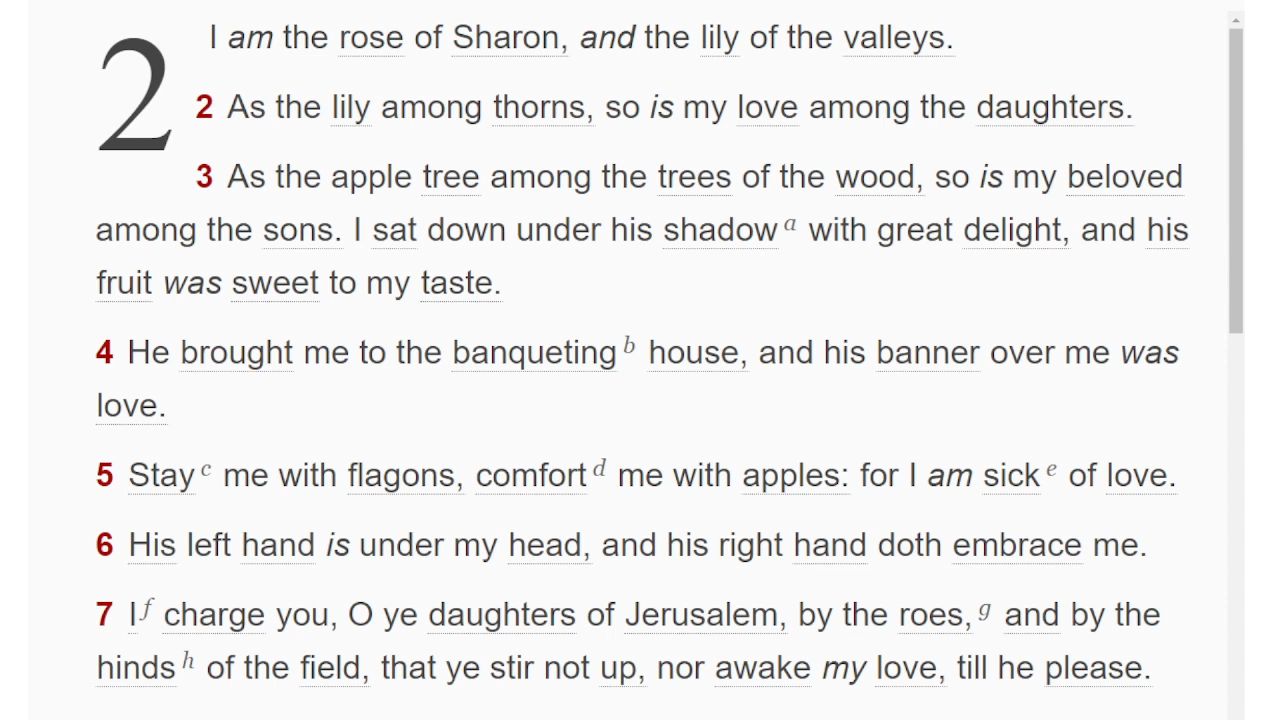 2
I am the rose of Sharon, and the lily of the valleys.
2 As the lily among thorns, so is my love among the daughters.
3 As the apple tree among the trees of the wood, so is my beloved
among the sons. I sat down under his shadow a with great delight, and his
fruit was sweet to my taste.
4 He brought me to the banqueting b house, and his banner over me was
love.
5 Stay c me with flagons, comfort d me with apples: for I am sick e of love.
6 His left hand is under my head, and his right hand doth embrace me.
7 I f charge you, O ye daughters of Jerusalem, by the roes, g and by the
hinds h of the field, that ye stir not up, nor awake my love, till he please.